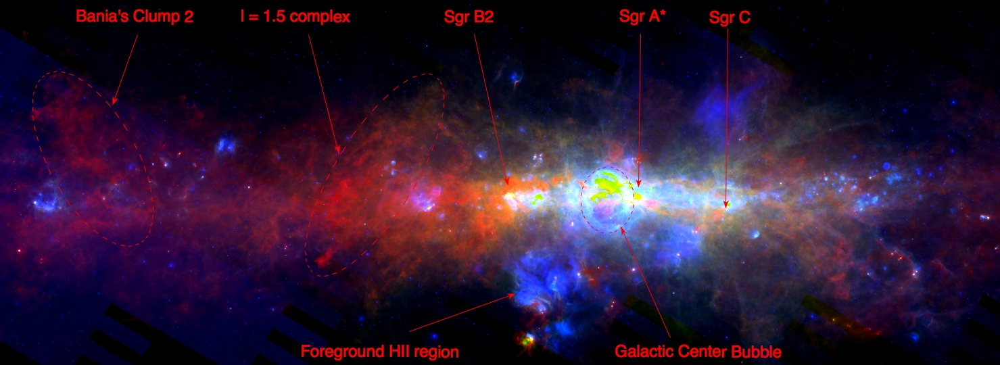 Bania's Clump 2
l = 1.5 complex
Sgr B2
Sgr A*
Sgr C
Foreground HII region
Galactic Center Bubble